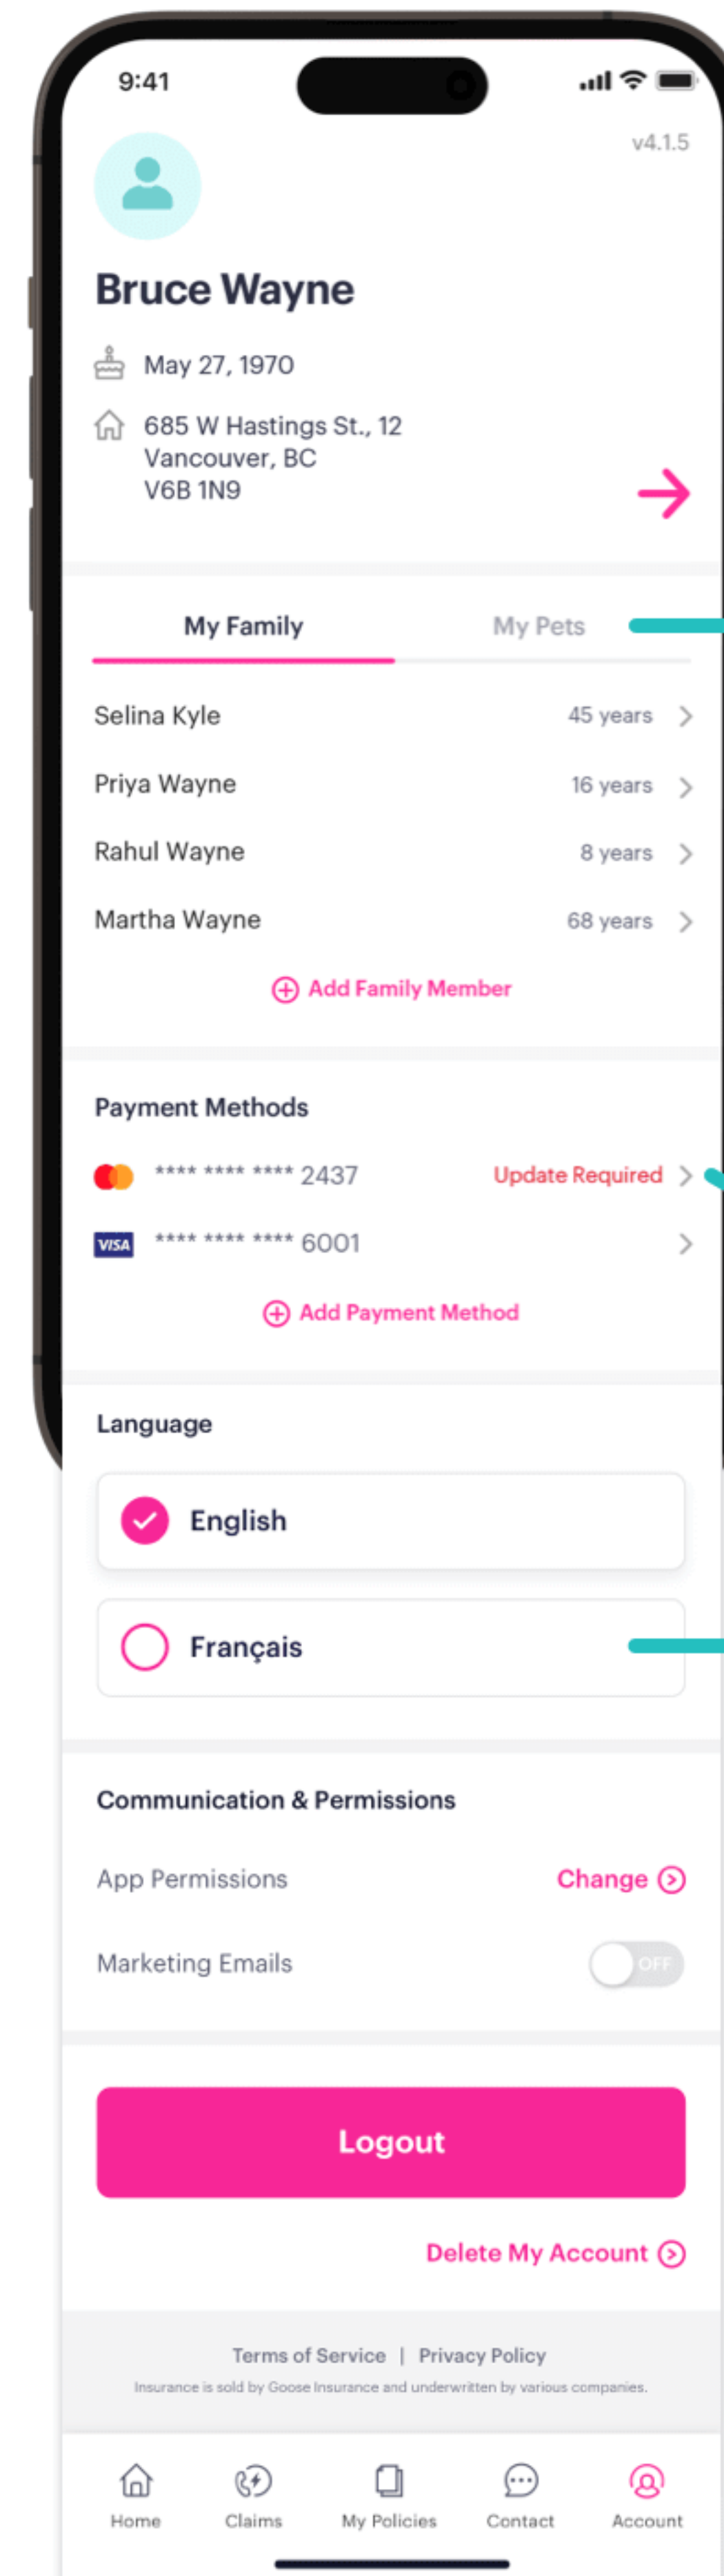 9:41
v4.1.5
Bruce Wayne
May 27, 1970
685 W Hastings St., 12
Vancouver, BC
V6B 1N9
My Family My Pets
Selina Kyle 45 years
Priya Wayne 16 years
Rahul Wayne 8 years
Martha Wayne 68 years
Add Family Member
Payment Methods
**** **** **** 2437 Update Required
VISA **** **** **** 6001
Add Payment Method
Language
English
Français
Communication & Permissions
App Permissions Change
Marketing Emails OFF
Logout
Delete My Account
Terms of Service | Privacy Policy
Insurance is sold by Goose Insurance and underwritten by various companies.
Home Claims My Policies Contact Account